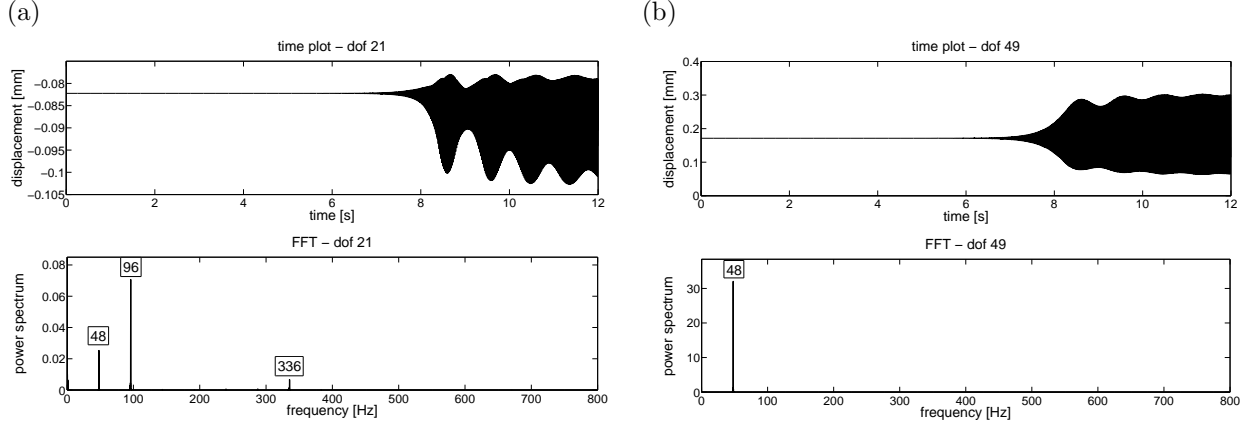 (a)
time plot – dof 21
displacement [mm]
−0.08
−0.085
−0.09
−0.095
−0.1
−0.105
0 2 4 6 8 10 12
time [s]
FFT – dof 21
power spectrum
0.08
0.06
0.04
0.02
0
48
96
336
0 100 200 300 400 500 600 700 800
frequency [Hz]
(b)
time plot – dof 49
displacement [mm]
0.4
0.3
0.2
0.1
0
0 2 4 6 8 10 12
time [s]
FFT – dof 49
power spectrum
30
20
10
0
48
0 100 200 300 400 500 600 700 800
frequency [Hz]